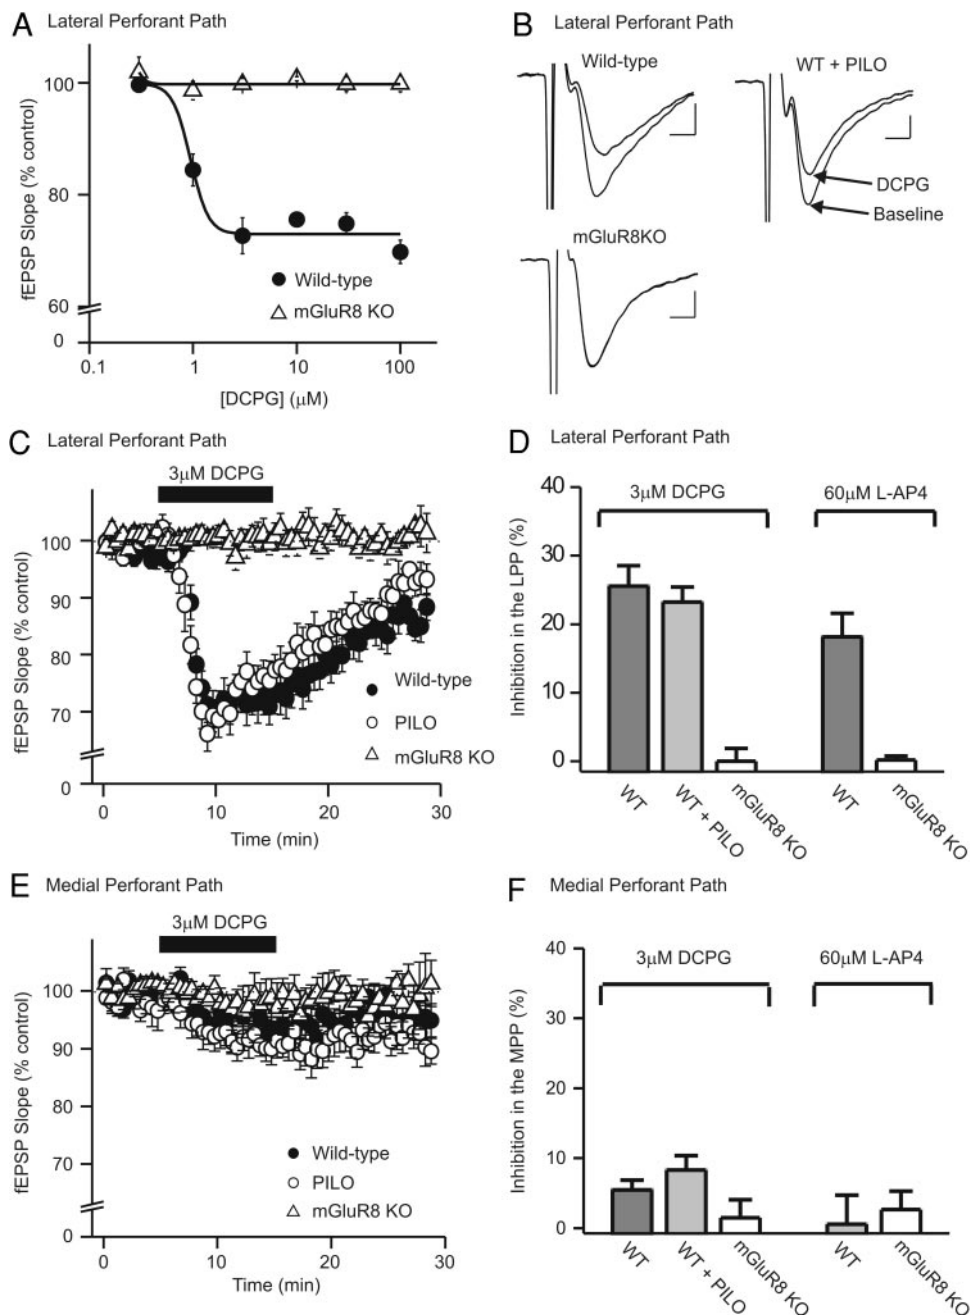 A Lateral Perforant Path
fEPSP Slope (% control)
100
80
60
0
0.1 1 10 100
[DCPG] (μM)
Wild-type
mGluR8 KO
B
Wild-type
WT + PILO
DCPG
Baseline
mGluR8KO
C Lateral Perforant Path
3μM DCPG
fEPSP Slope (% control)
100
90
80
70
0
0 10 20 30
Time (min)
Wild-type
PILO
mGluR8 KO
D Lateral Perforant Path
Inhibition in the LPP (%)
40
30
20
10
0
3μM DCPG 60μM L-AP4
WT
WT + PILO
mGluR8 KO
WT
mGluR8 KO
E Medial Perforant Path
3μM DCPG
fEPSP Slope (% control)
100
90
80
70
0
0 10 20 30
Time (min)
Wild-type
PILO
mGluR8 KO
F Medial Perforant Path
Inhibition in the MPP (%)
40
30
20
10
0
3μM DCPG 60μM L-AP4
WT
WT + PILO
mGluR8 KO
WT
mGluR8 KO